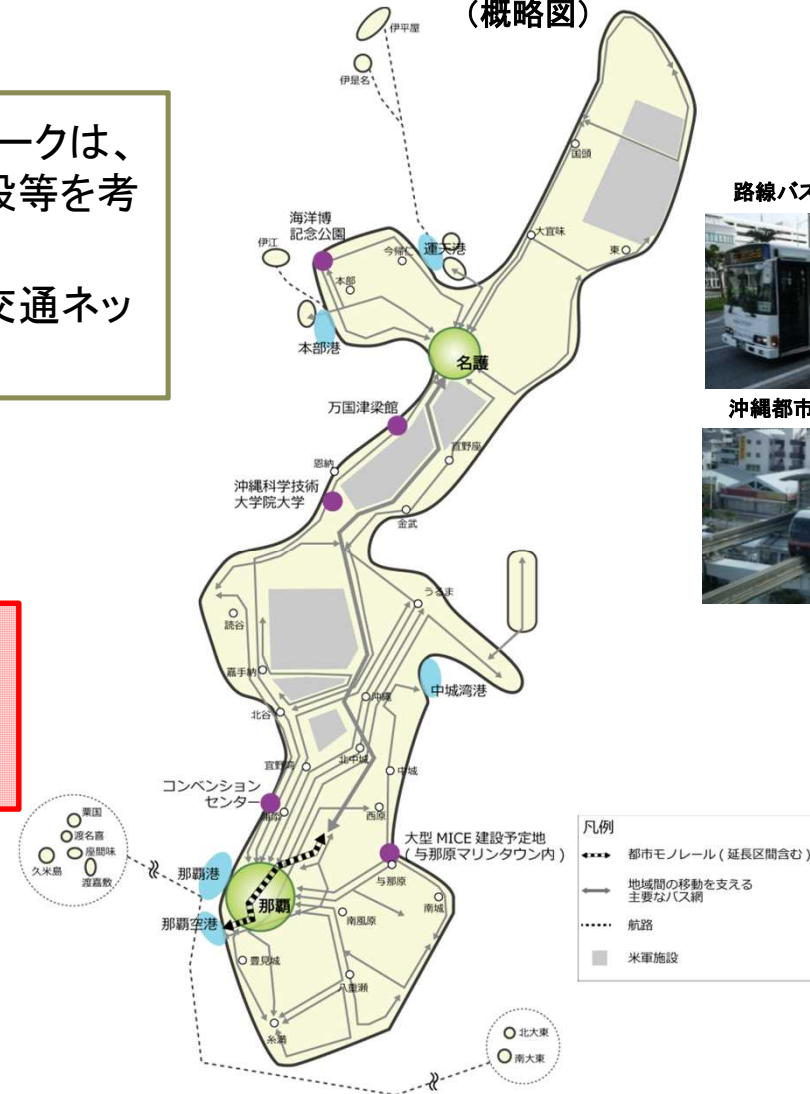 (概略図)
ークは、
設等を考
交通ネッ
路線バス
沖縄都市
伊平屋
伊是名
国頭
大宜味
東
海洋博
記念公園
伊江
今帰仁
運天港
本部
本部港
名護
万国津梁館
宜野座
恩納
沖縄科学技術
大学院大学
金武
うるま
読谷
嘉手納
中城湾港
沖縄
北谷
北中城
宜野湾
中城
コンベンション
センター
浦添
西原
大型 MICE 建設予定地
(与那原マリンタウン内)
与那原
粟国
渡名喜
座間味
久米島
渡嘉敷
那覇港
那覇
那覇空港
南風原
南城
豊見城
八重瀬
糸満
北大東
南大東
凡例
都市モノレール (延長区間含む)
地域間の移動を支える
主要なバス網
航路
米軍施設